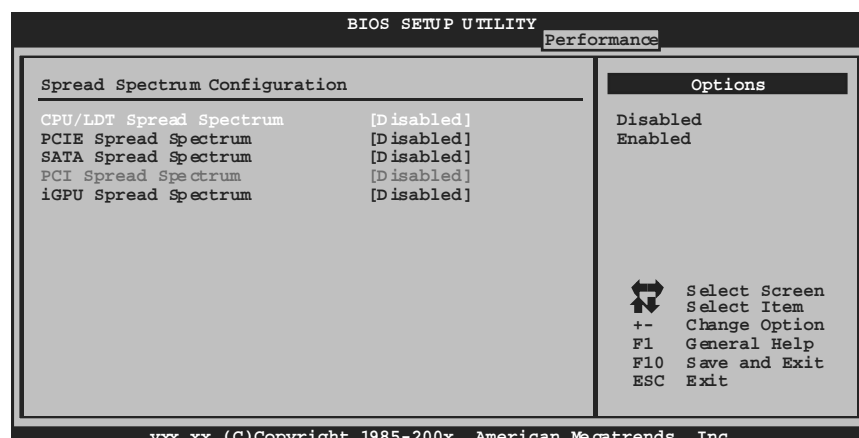 BIOS SETUP UTILITY
Performance
Spread Spectrum Configuration
CPU/LDT Spread Spectrum [Disabled]
PCIE Spread Spectrum [Disabled]
SATA Spread Spectrum [Disabled]
PCI Spread Spectrum [Disabled]
iGPU Spread Spectrum [Disabled]
Options
Disabled
Enabled
Select Screen
Select Item
+- Change Option
F1 General Help
F10 Save and Exit
ESC Exit
vxx.xx (C)Copyright 1985-200x, American Megatrends, Inc.